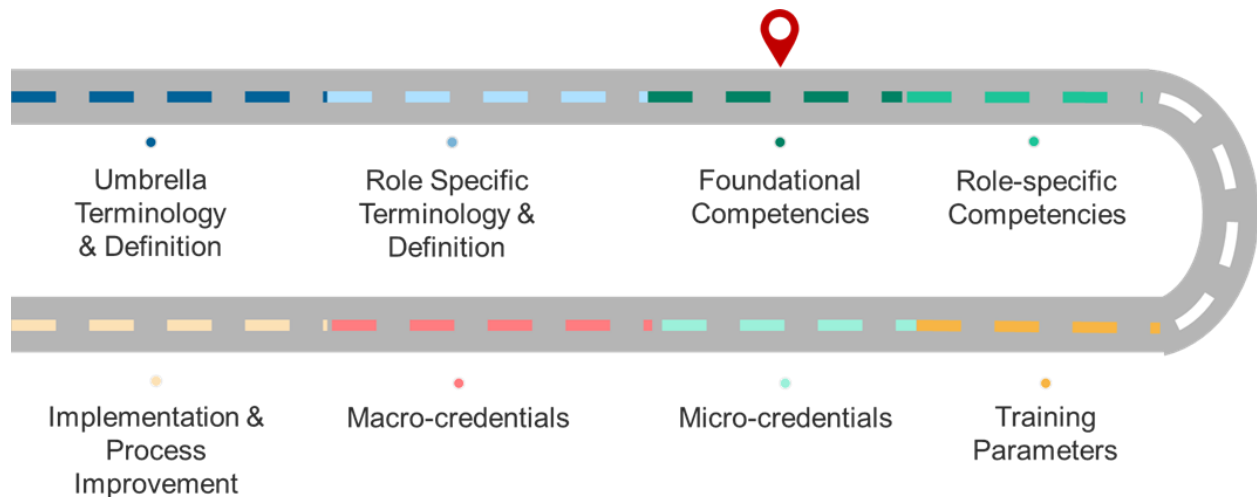 Umbrella
Terminology
& Definition
Role Specific
Terminology &
Definition
Foundational
Competencies
Role-specific
Competencies
Implementation &
Process
Improvement
Macro-credentials
Micro-credentials
Training
Parameters